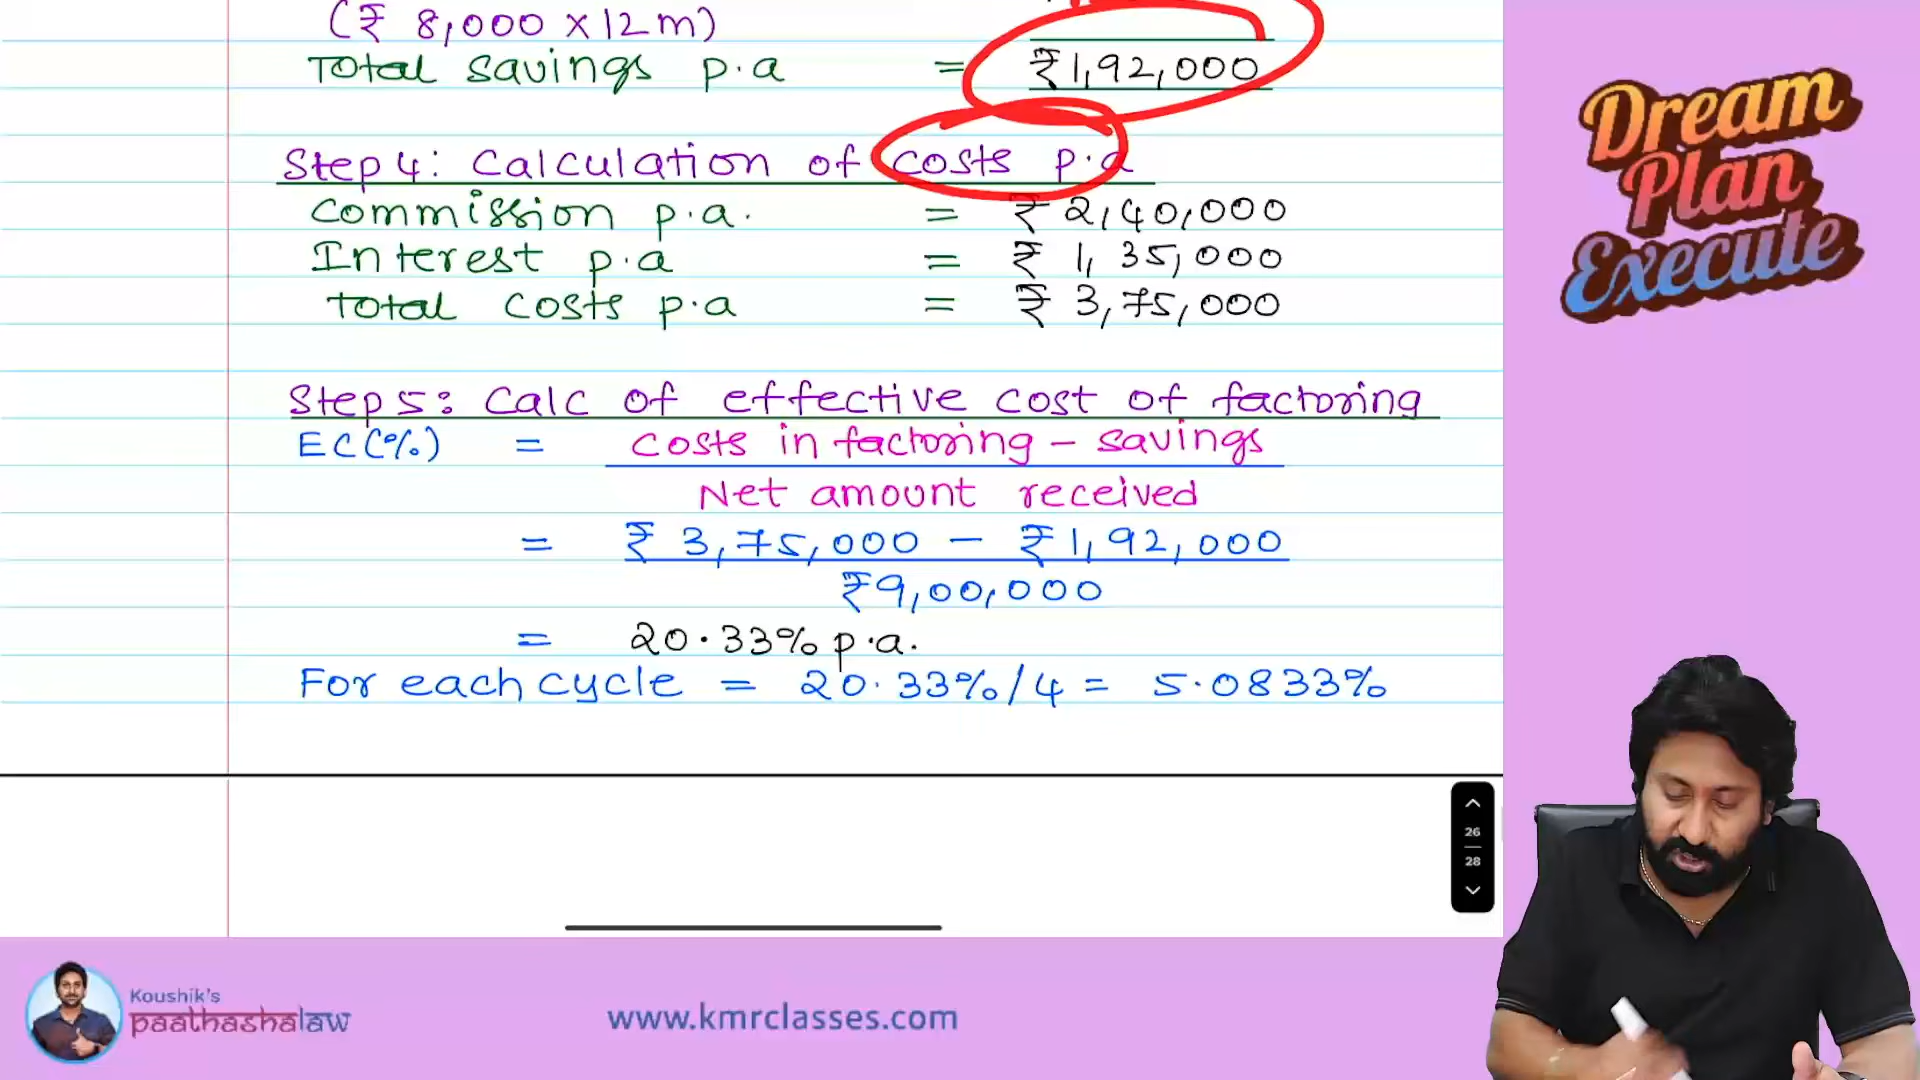 (₹ 8,000 x 12 m)
Total savings p.a = ₹1,92,000
Step 4: Calculation of costs p.a
Commission p.a. = ₹ 2,40,000
Interest p.a = ₹ 1,35,000
Total costs p.a = ₹ 3,75,000
Step 5: Calc of effective cost of factoring
EC(%) = Costs in factoring - savings
Net amount received
= ₹ 3,75,000 - ₹1,92,000
₹9,00,000
= 20.33% p.a.
For each cycle = 20.33%/4 = 5.0833%
Dream
Plan
Execute
26
28
Koushik's
paathashalaw
www.kmrclasses.com